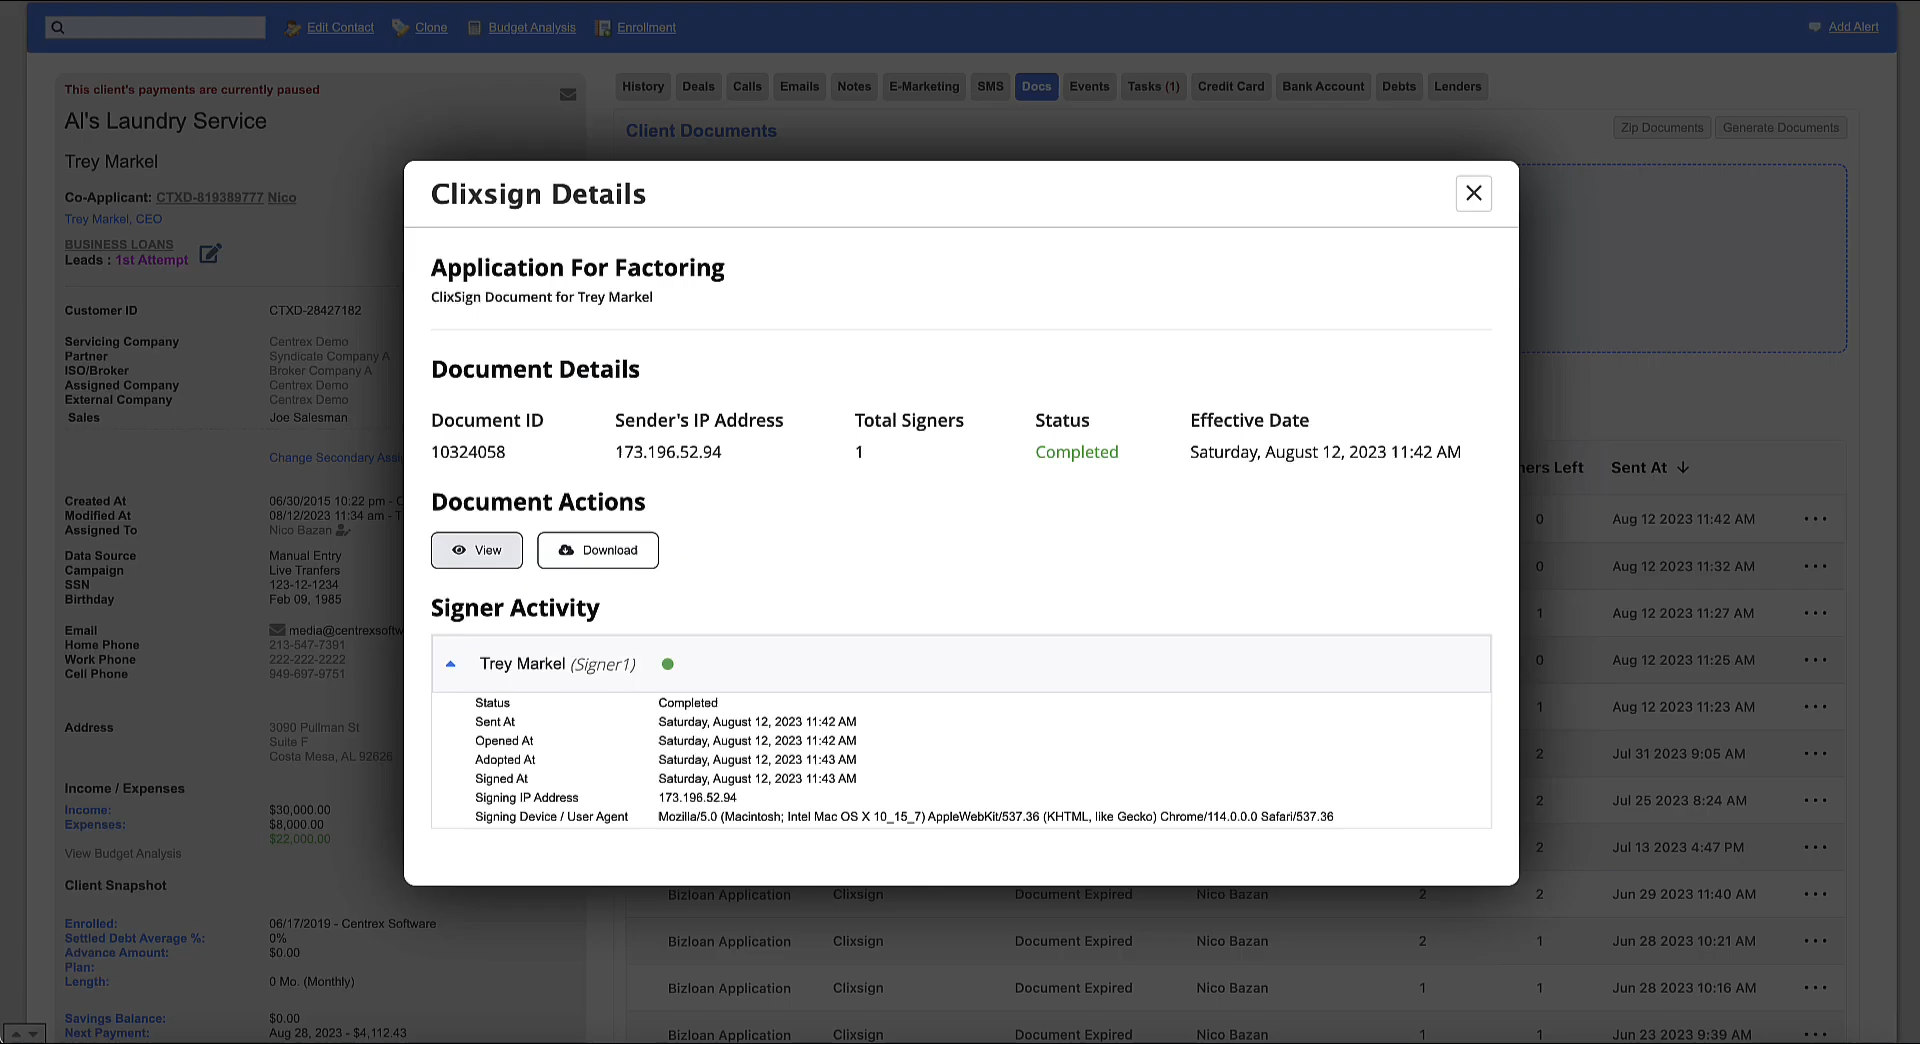 Edit Contact Clone Budget Analysis Enrollment Add Alert
This client's payments are currently paused
Al's Laundry Service
Trey Markel
Co-Applicant: CTXD-819389777 Nico
Trey Markel, CEO
BUSINESS LOANS
Leads : 1st Attempt
Customer ID CTXD-28427182
Servicing Company Centrex Demo
Partner Syndicate Company A
ISO/Broker Broker Company A
Assigned Company Centrex Demo
External Company Centrex Demo
Sales Joe Salesman
Change Secondary Assi
Created At 06/30/2015 10:22 pm - C
Modified At 08/12/2023 11:34 am - T
Assigned To Nico Bazan
Data Source Manual Entry
Campaign Live Tranfers
SSN 123-12-1234
Birthday Feb 09, 1985
Email media@centrexsoftw
Home Phone 213-547-7391
Work Phone 222-222-2222
Cell Phone 949-697-9751
Address 3090 Pullman St
Suite F
Costa Mesa, AL 92626
Income / Expenses
Income: $30,000.00
Expenses: $8,000.00
$22,000.00
View Budget Analysis
Client Snapshot
Enrolled: 06/17/2019 - Centrex Software
Settled Debt Average %: 0%
Advance Amount: $0.00
Plan:
Length: 0 Mo. (Monthly)
Savings Balance: $0.00
Next Payment: Aug 28, 2023 - $4,112.43
History Deals Calls Emails Notes E-Marketing SMS Docs Events Tasks (1) Credit Card Bank Account Debts Lenders
Client Documents Zip Documents Generate Documents
Clixsign Details
Application For Factoring
ClixSign Document for Trey Markel
Document Details
Document ID Sender's IP Address Total Signers Status Effective Date
10324058 173.196.52.94 1 Completed Saturday, August 12, 2023 11:42 AM
Document Actions
View Download
Signer Activity
Trey Markel (Signer1)
Status Completed
Sent At Saturday, August 12, 2023 11:42 AM
Opened At Saturday, August 12, 2023 11:42 AM
Adopted At Saturday, August 12, 2023 11:43 AM
Signed At Saturday, August 12, 2023 11:43 AM
Signing IP Address 173.196.52.94
Signing Device / User Agent Mozilla/5.0 (Macintosh; Intel Mac OS X 10_15_7) AppleWebKit/537.36 (KHTML, like Gecko) Chrome/114.0.0.0 Safari/537.36
ers Left Sent At
0 Aug 12 2023 11:42 AM
0 Aug 12 2023 11:32 AM
1 Aug 12 2023 11:27 AM
0 Aug 12 2023 11:25 AM
1 Aug 12 2023 11:23 AM
2 Jul 31 2023 9:05 AM
2 Jul 25 2023 8:24 AM
2 Jul 13 2023 4:47 PM
Bizloan Application Clixsign Document Expired Nico Bazan 2 2 Jun 29 2023 11:40 AM
Bizloan Application Clixsign Document Expired Nico Bazan 2 1 Jun 28 2023 10:21 AM
Bizloan Application Clixsign Document Expired Nico Bazan 1 1 Jun 28 2023 10:16 AM
Bizloan Application Clixsign Document Expired Nico Bazan 1 1 Jun 23 2023 9:39 AM